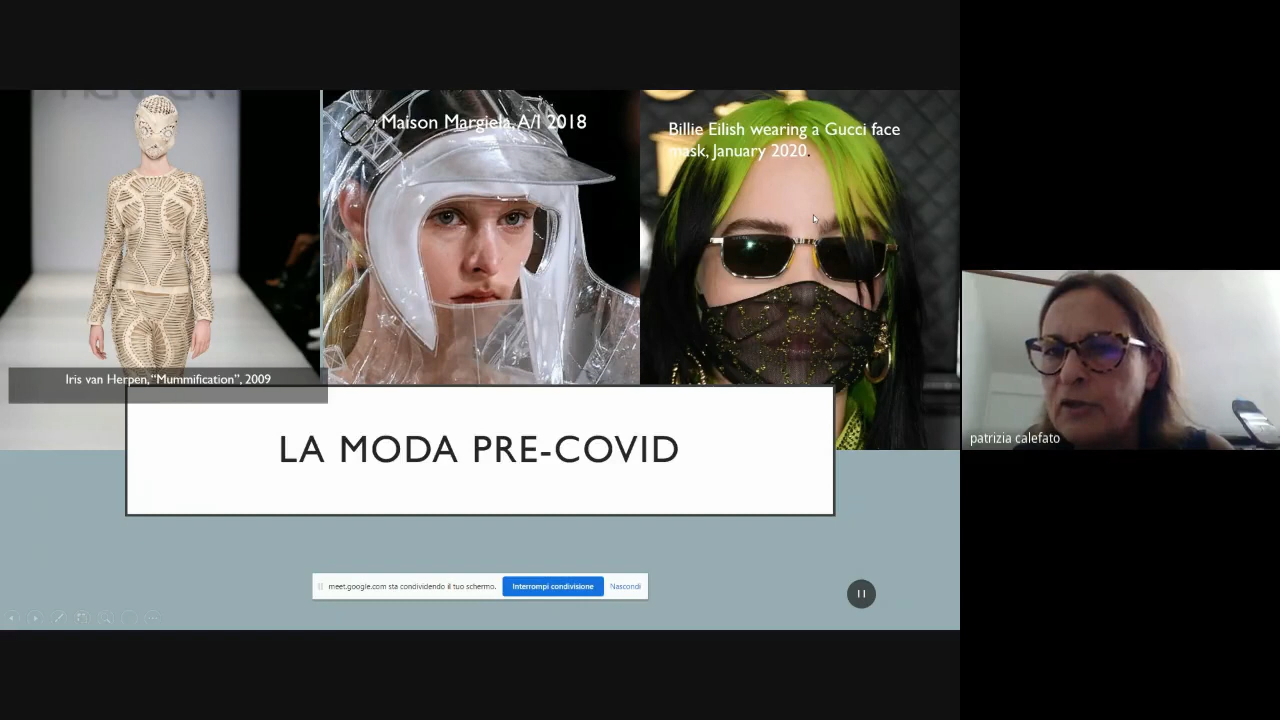 Maison Margiela, A/I 2018
Billie Eilish wearing a Gucci face
mask, January 2020.
Iris van Herpen, “Mummification”, 2009
LA MODA PRE-COVID
patrizia calefato
meet.google.com sta condividendo il tuo schermo.
Interrompi condivisione
Nascondi